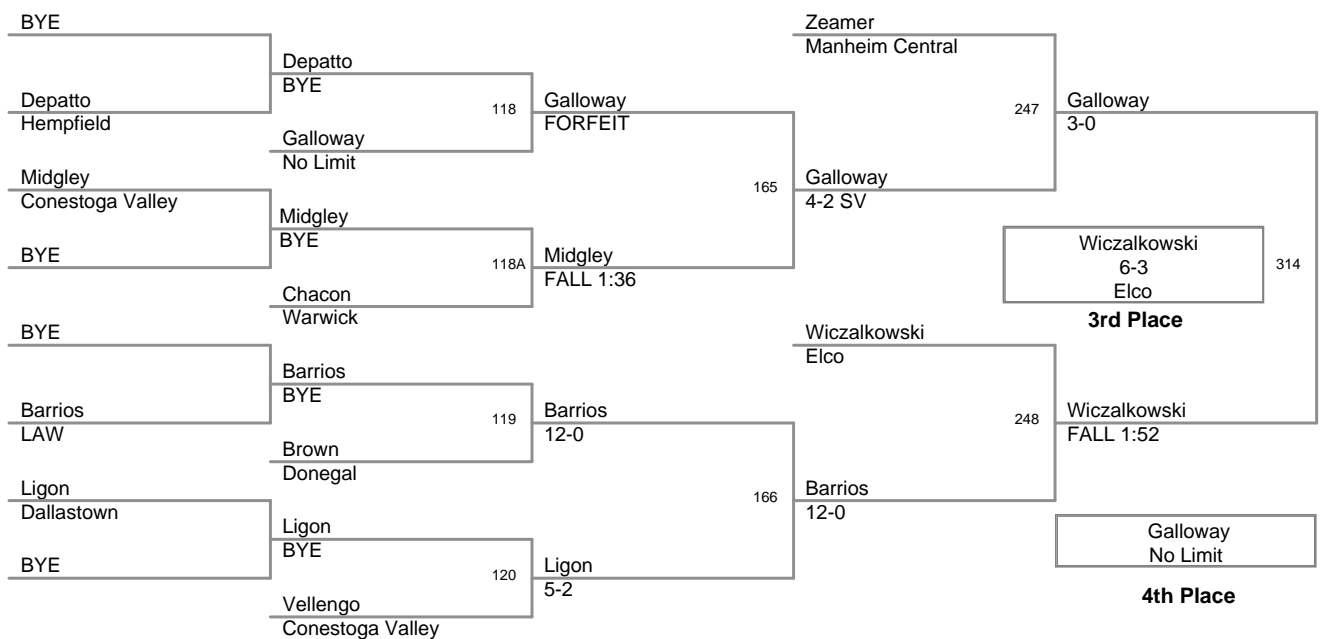 BYE
Depatto
Hempfield
Midgley
Conestoga Valley
BYE
BYE
Barrios
LAW
Ligon
Dallastown
BYE
Depatto
BYE
Galloway
No Limit
Midgley
BYE
Chacon
Warwick
Barrios
BYE
Brown
Donegal
Ligon
BYE
Vellengo
Conestoga Valley
118
118A
119
120
Galloway
FORFEIT
Midgley
FALL 1:36
Barrios
12-0
Ligon
5-2
165
166
Zeamer
Manheim Central
Galloway
4-2 SV
Wiczalkowski
Elco
Barrios
12-0
247
248
Galloway
3-0
Wiczalkowski
6-3
Elco
3rd Place
314
Wiczalkowski
FALL 1:52
Galloway
No Limit
4th Place